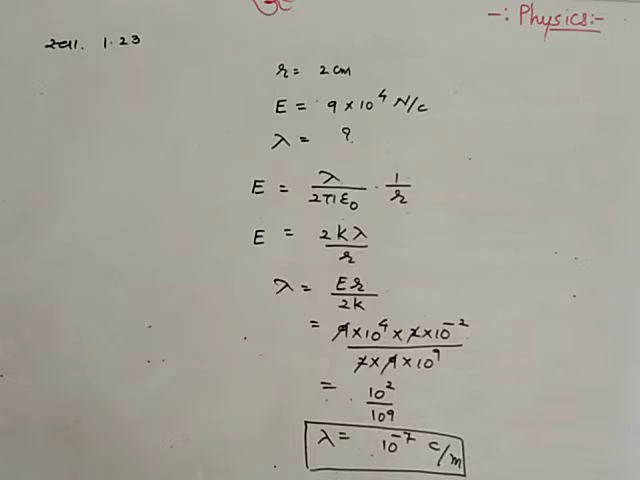 -: Physics:-
સ્વા. 1.23
r = 2 cm
E = 9 × 10⁴ N/C
λ = ?
E = λ/2πε₀ · 1/r
E = 2kλ/r
λ = Er/2k
= 9×10⁴×2×10⁻²/2×9×10⁹
= 10²/109
λ = 10⁻⁷ C/m